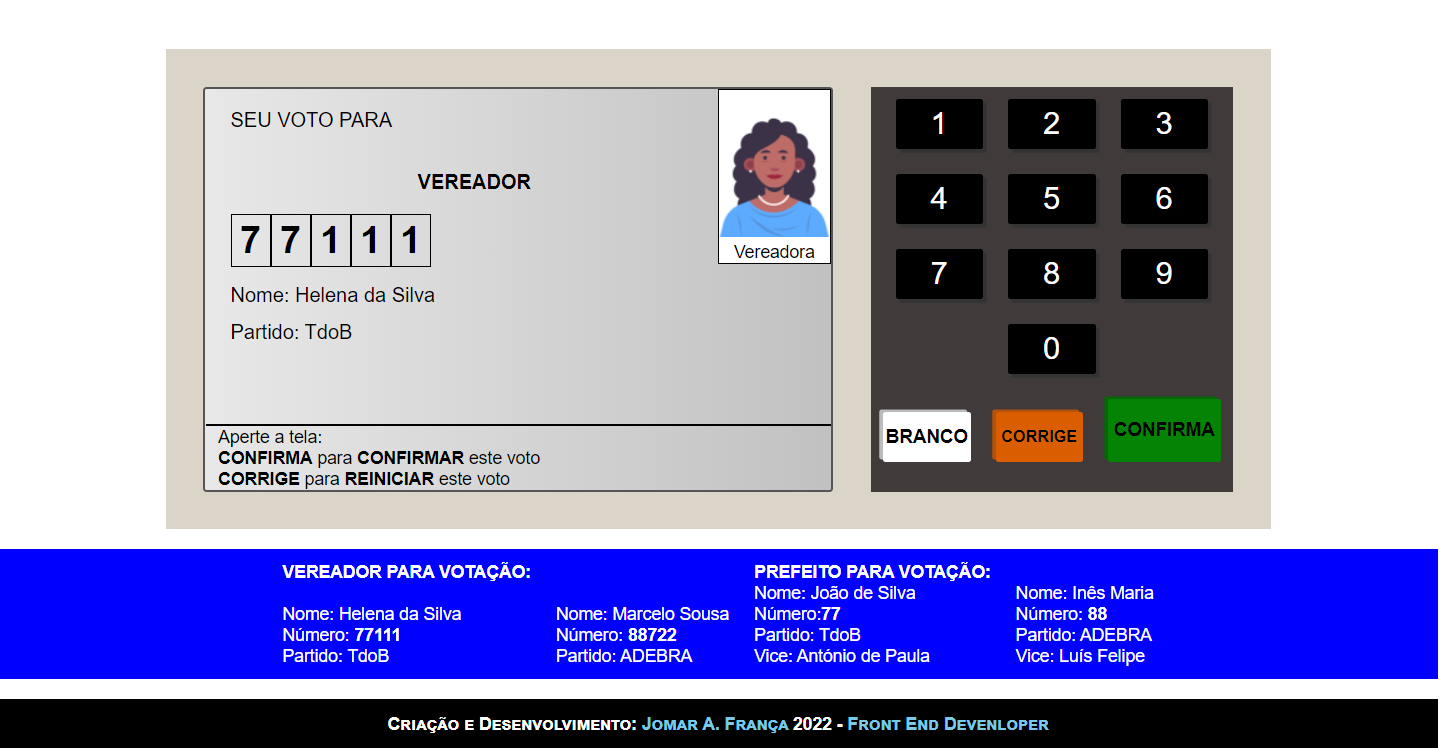 SEU VOTO PARA
VEREADOR
7 7 1 1 1
Vereadora
Nome: Helena da Silva
Partido: TdoB
Aperte a tela:
CONFIRMA para CONFIRMAR este voto
CORRIGE para REINICIAR este voto
1 2 3
4 5 6
7 8 9
0
BRANCO CORRIGE CONFIRMA
VEREADOR PARA VOTAÇÃO:
Nome: Helena da Silva
Número: 77111
Partido: TdoB
Nome: Marcelo Sousa
Número: 88722
Partido: ADEBRA
PREFEITO PARA VOTAÇÃO:
Nome: João de Silva
Número:77
Partido: TdoB
Vice: António de Paula
Nome: Inês Maria
Número: 88
Partido: ADEBRA
Vice: Luís Felipe
Criação e Desenvolvimento: Jomar A. França 2022 - Front End Devenloper